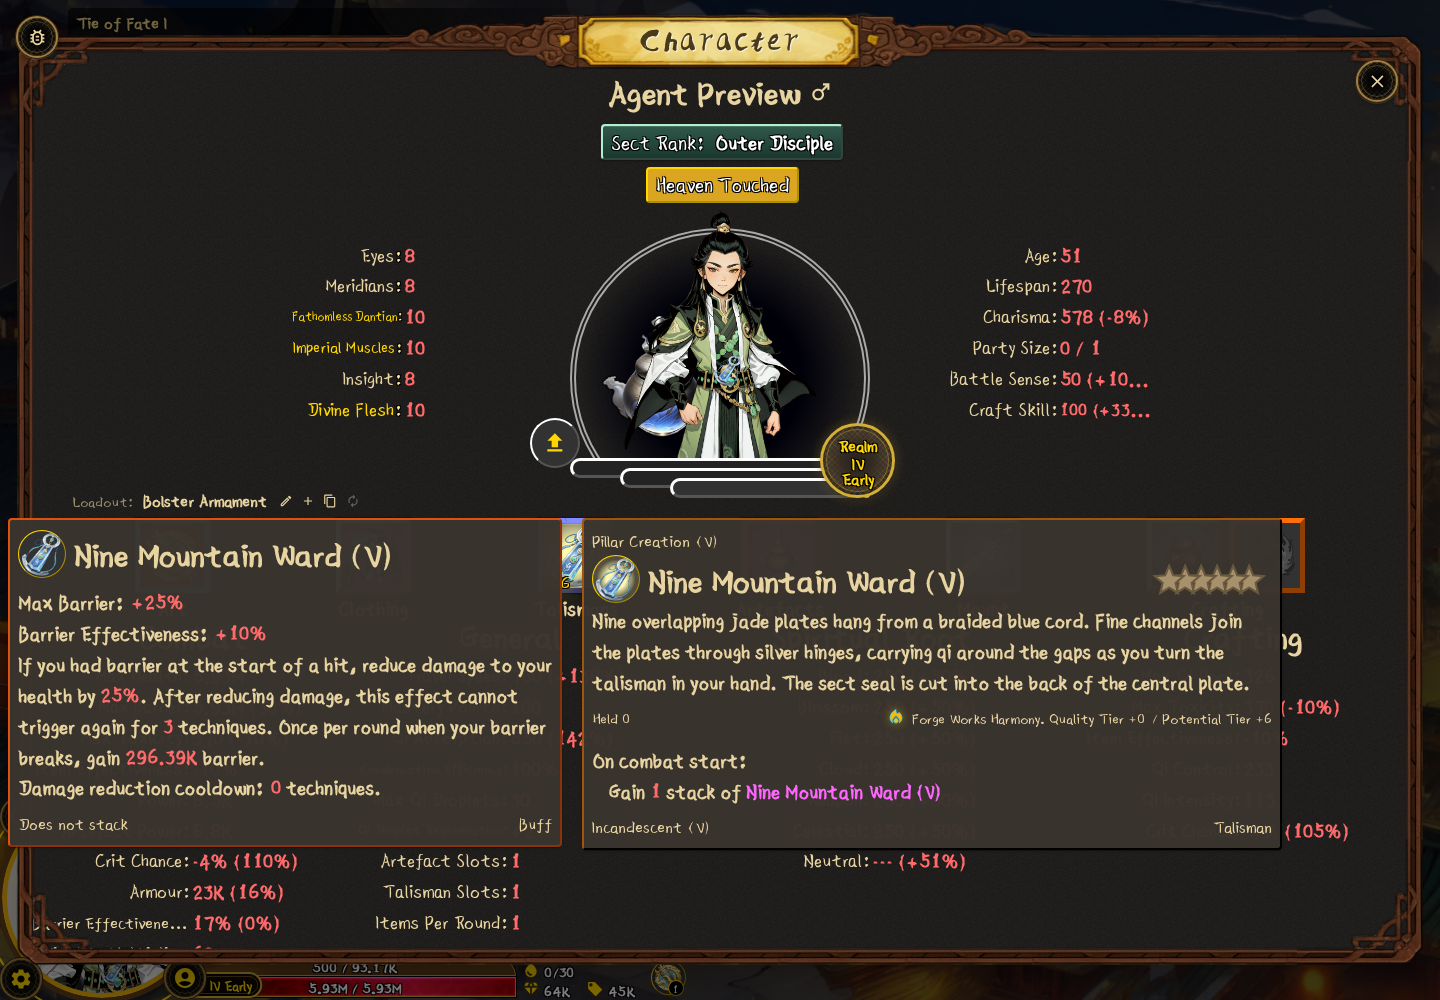 Tie of Fate I
Character
Agent Preview ♂
Sect Rank: Outer Disciple
Heaven Touched
Eyes: 8
Meridians: 8
Fathomless Dantian: 10
Imperial Muscles: 10
Insight: 8
Divine Flesh: 10
Age: 51
Lifespan: 270
Charisma: 578 (-8%)
Party Size: 0 / 1
Battle Sense: 50 (+10...
Craft Skill: 100 (+33...
Realm
IV
Early
Loadout: Bolster Armament
Nine Mountain Ward (V)
Max Barrier: +25%
Barrier Effectiveness: +10%
If you had barrier at the start of a hit, reduce damage to your
health by 25%. After reducing damage, this effect cannot
trigger again for 3 techniques. Once per round when your barrier
breaks, gain 296.39K barrier.
Damage reduction cooldown: 0 techniques.
Does not stack Buff
Pillar Creation (V)
Nine Mountain Ward (V)
Nine overlapping jade plates hang from a braided blue cord. Fine channels join
the plates through silver hinges, carrying qi around the gaps as you turn the
talisman in your hand. The sect seal is cut into the back of the central plate.
Held 0 Forge Works Harmony. Quality Tier +0 / Potential Tier +6
On combat start:
Gain 1 stack of Nine Mountain Ward (V)
Incandescent (V) Talisman
(-10%)
(105%)
Crit Chance: -4% (110%)
Armour: 23K (16%)
Barrier Effectivene... 17% (0%)
Artefact Slots: 1
Talisman Slots: 1
Items Per Round: 1
Neutral: --- (+51%)
IV Early
500 / 93.17K
5.93M / 5.93M
0/30
64K 45K